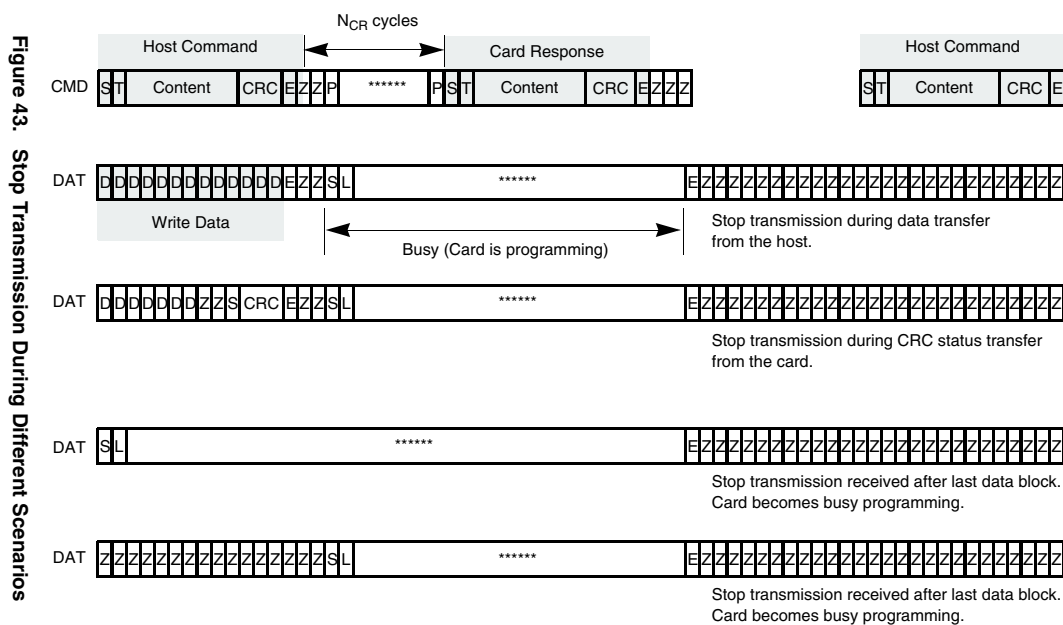 Figure 43. Stop Transmission During Different Scenarios
N_CR cycles
Host Command
Card Response
Host Command
CMD S T Content CRC E Z Z P ****** P S T Content CRC E Z Z Z S T Content CRC E
DAT D D D D D D D D D D D D D E Z Z S L ****** E Z Z Z Z Z Z Z Z Z Z Z Z Z Z Z Z Z Z Z Z Z Z Z Z Z Z
Write Data
Busy (Card is programming)
Stop transmission during data transfer
from the host.
DAT D D D D D D D Z Z S CRC E Z Z S L ****** E Z Z Z Z Z Z Z Z Z Z Z Z Z Z Z Z Z Z Z Z Z Z Z Z Z Z
Stop transmission during CRC status transfer
from the card.
DAT S L ****** E Z Z Z Z Z Z Z Z Z Z Z Z Z Z Z Z Z Z Z Z Z Z Z Z Z Z
Stop transmission received after last data block.
Card becomes busy programming.
DAT Z Z Z Z Z Z Z Z Z Z Z Z Z Z Z Z S L ****** E Z Z Z Z Z Z Z Z Z Z Z Z Z Z Z Z Z Z Z Z Z Z Z Z Z Z
Stop transmission received after last data block.
Card becomes busy programming.